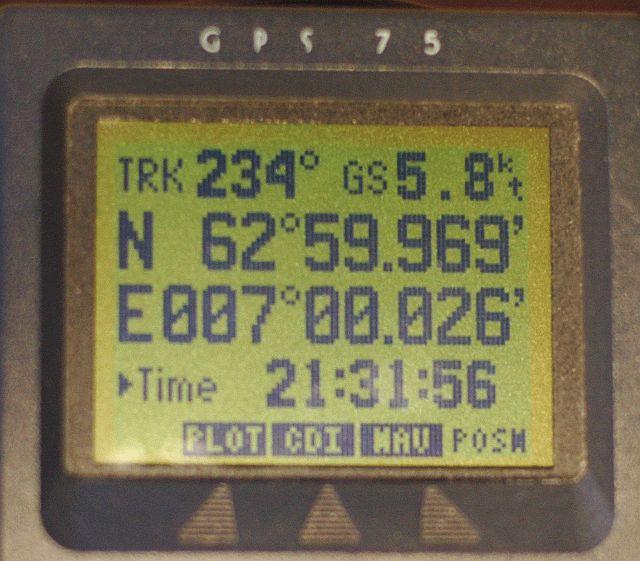 GPS 75
TRK 234° GS 5.8kt
N 62°59.969'
E007°00.026'
Time 21:31:56
PLOT CDI NAV POSN